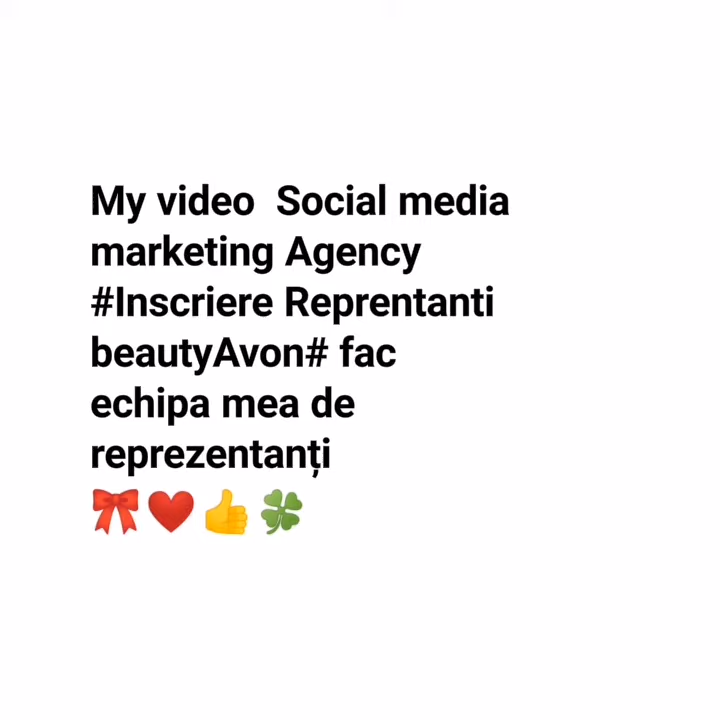 My video  Social media
marketing Agency
#Inscriere Reprentanti
beautyAvon# fac
echipa mea de
reprezentanți
🎀❤️👍🍀